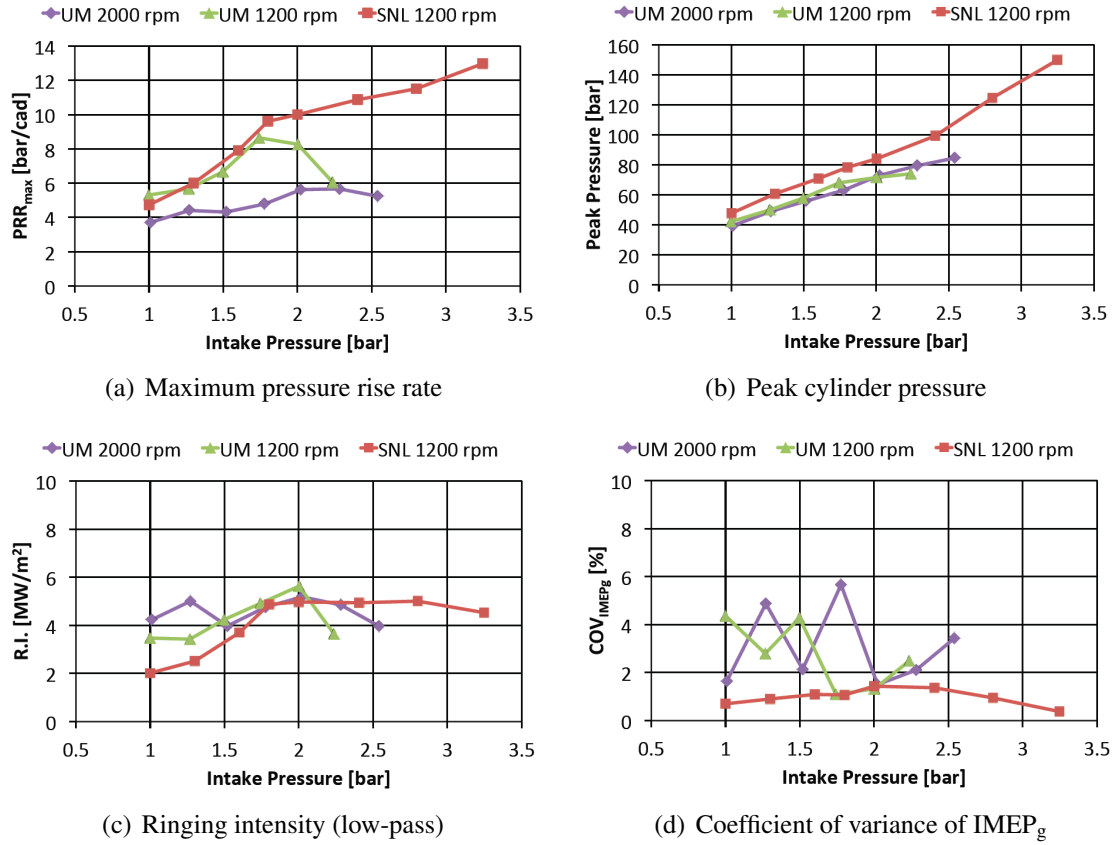 UM 2000 rpm UM 1200 rpm SNL 1200 rpm
14
12
10
8
6
4
2
0
PRRmax [bar/cad]
0.5 1 1.5 2 2.5 3 3.5
Intake Pressure [bar]
(a) Maximum pressure rise rate
UM 2000 rpm UM 1200 rpm SNL 1200 rpm
160
140
120
100
80
60
40
20
0
Peak Pressure [bar]
0.5 1 1.5 2 2.5 3 3.5
Intake Pressure [bar]
(b) Peak cylinder pressure
UM 2000 rpm UM 1200 rpm SNL 1200 rpm
10
8
6
4
2
0
R.I. [MW/m²]
0.5 1 1.5 2 2.5 3 3.5
Intake Pressure [bar]
(c) Ringing intensity (low-pass)
UM 2000 rpm UM 1200 rpm SNL 1200 rpm
10
8
6
4
2
0
COVIMEPg [%]
0.5 1 1.5 2 2.5 3 3.5
Intake Pressure [bar]
(d) Coefficient of variance of IMEPg